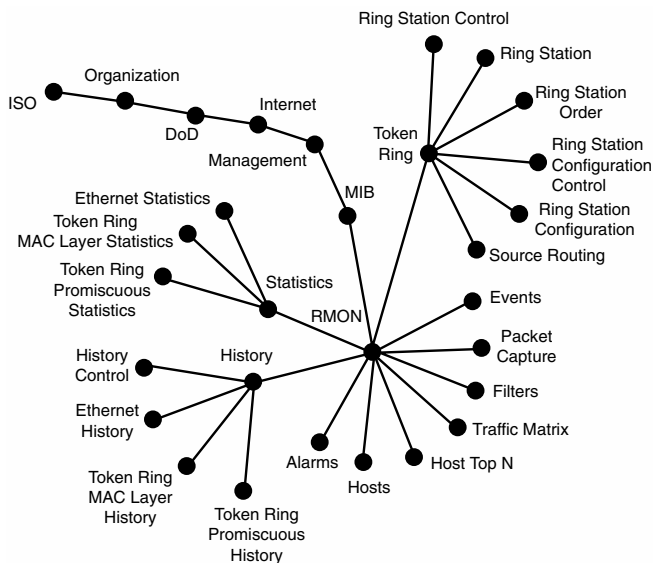 Ring Station Control
Ring Station
Ring Station
Order
Token
Ring
Ring Station
Configuration
Control
Ring Station
Configuration
Source Routing
ISO
Organization
DoD
Internet
Management
MIB
Ethernet Statistics
Token Ring
MAC Layer Statistics
Token Ring
Promiscuous
Statistics
Statistics
RMON
Events
Packet
Capture
Filters
Traffic Matrix
Host Top N
Hosts
Alarms
History
History
Control
Ethernet
History
Token Ring
MAC Layer
History
Token Ring
Promiscuous
History